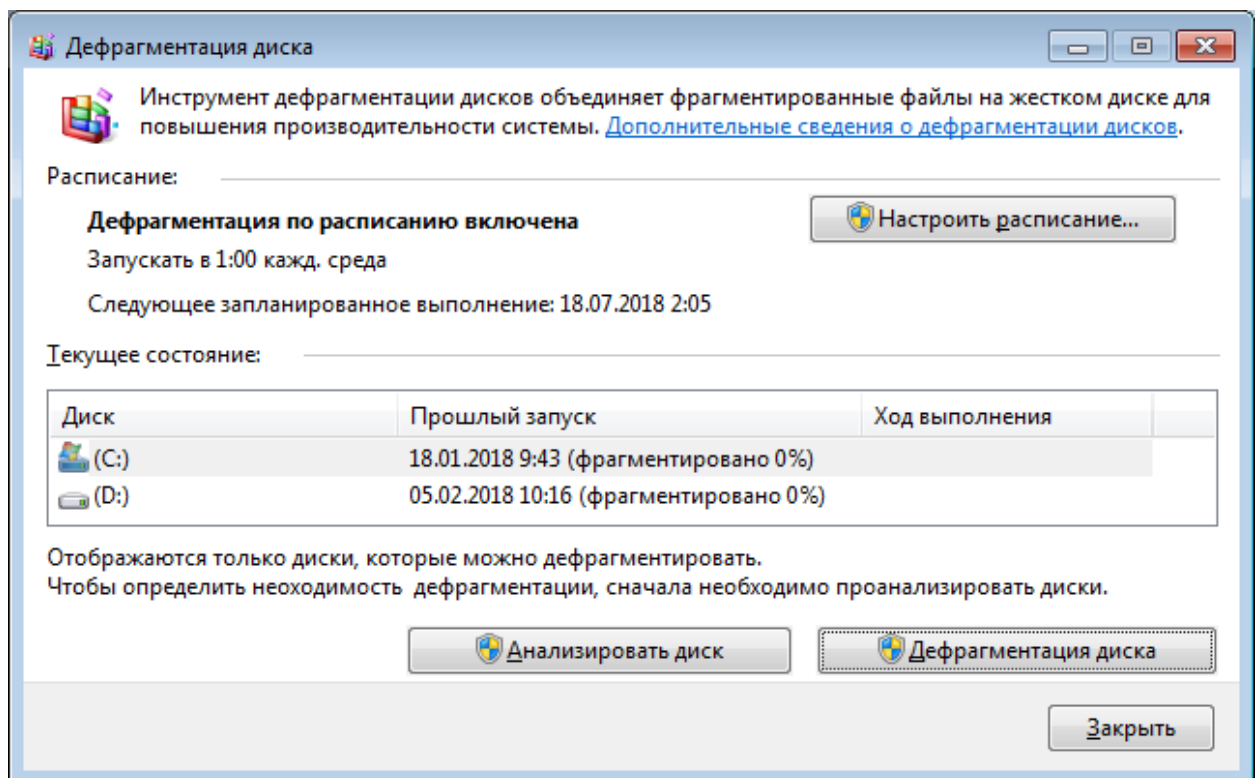 Дефрагментация диска
Инструмент дефрагментации дисков объединяет фрагментированные файлы на жестком диске для
повышения производительности системы. Дополнительные сведения о дефрагментации дисков.
Расписание:
Дефрагментация по расписанию включена
Настроить расписание...
Запускать в 1:00 кажд. среда
Следующее запланированное выполнение: 18.07.2018 2:05
Текущее состояние:
Диск Прошлый запуск Ход выполнения
(C:) 18.01.2018 9:43 (фрагментировано 0%)
(D:) 05.02.2018 10:16 (фрагментировано 0%)
Отображаются только диски, которые можно дефрагментировать.
Чтобы определить неоходимость дефрагментации, сначала необходимо проанализировать диски.
Анализировать диск Дефрагментация диска
Закрыть